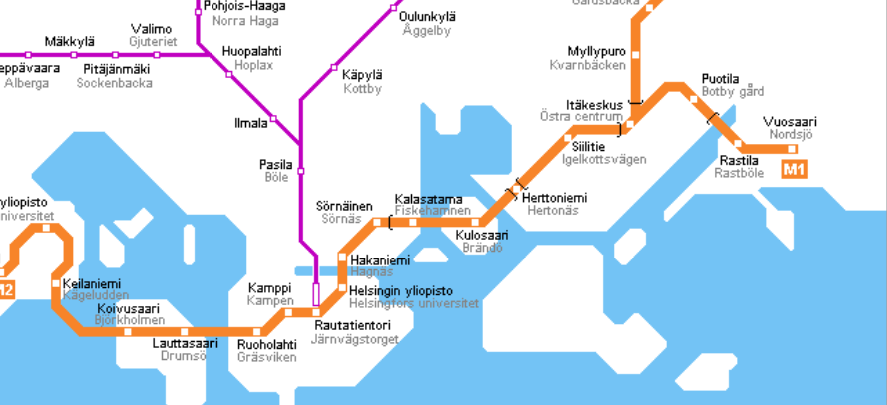 Pohjois-Haaga
Norra Haga
Oulunkylä
Åggelby
Mäkkylä
Valimo
Gjuteriet
Huopalahti
Hoplax
eppävaara
Alberga
Pitäjänmäki
Sockenbacka
Käpylä
Kottby
Myllypuro
Kvarnbäcken
Puotila
Botby gård
Itäkeskus
Östra centrum
Ilmala
Vuosaari
Nordsjö
Siilitie
Igelkottsvägen
Rastila
Rastböle
M1
Pasila
Böle
yliopisto
niversitet
Sörnäinen
Sörnäs
Kalasatama
Fiskehamnen
Herttoniemi
Hertonäs
Kulosaari
Brändö
Hakaniemi
Hagnäs
M2
Keilaniemi
Kägeludden
Kamppi
Kampen
Helsingin yliopisto
Helsingfors universitet
Koivusaari
Björkholmen
Rautatientori
Järnvägstorget
Lauttasaari
Drumsö
Ruoholahti
Gräsviken